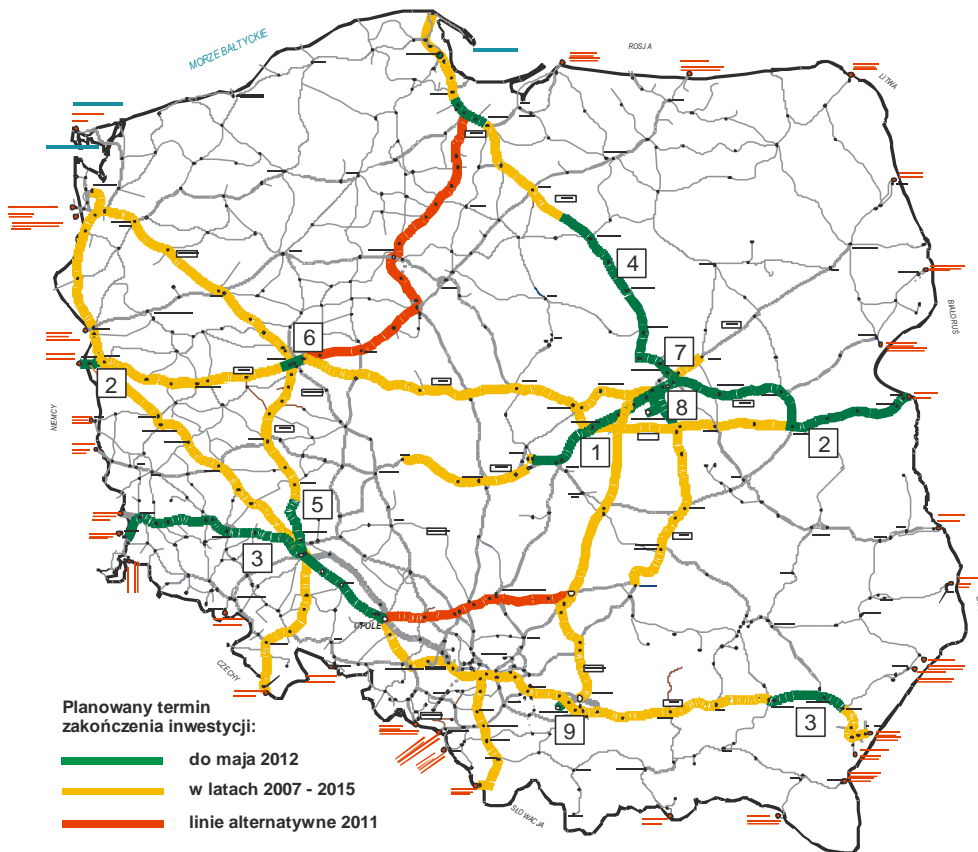 MORZE BAŁTYCKIE
ROSJA
LITWA
BIAŁORUŚ
NIEMCY
4
6
7
2
8
1
2
5
3
OPOLE
CZECHY
3
9
SŁOWACJA
Planowany termin
zakończenia inwestycji:
do maja 2012
w latach 2007 - 2015
linie alternatywne 2011